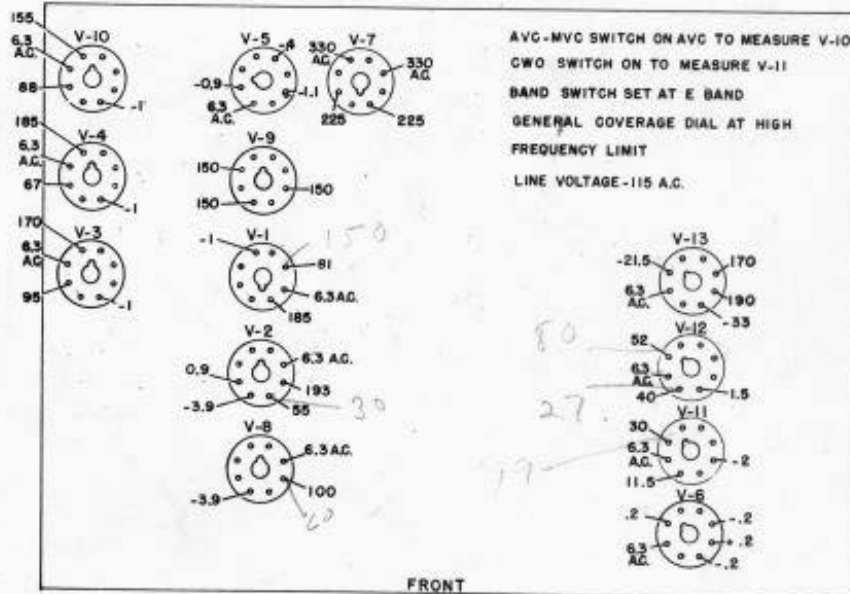 AVC-MVC SWITCH ON AVC TO MEASURE V-10
CWO SWITCH ON TO MEASURE V-11
BAND SWITCH SET AT E BAND
GENERAL COVERAGE DIAL AT HIGH
FREQUENCY LIMIT
LINE VOLTAGE-115 A.C.
V-10
155
6.3
A.C.
88
-1
V-4
185
6.3
A.C.
67
-1
V-3
170
6.3
A.C.
95
-1
V-5
-.4
-0.9
-1.1
6.3
A.C.
V-7
330
A.C.
330
A.C.
225
225
V-9
150
150
150
V-1
-1
150
81
6.3 A.C.
185
V-2
6.3 A.C.
0.9
193
-3.9
55
30
V-8
6.3 A.C.
100
-3.9
V-13
-21.5
170
6.3
A.C.
190
-33
V-12
80
52
6.3
A.C.
40
1.5
27
V-11
30
6.3
A.C.
-2
11.5
V-6
.2
-.2
6.3
A.C.
.2
-.2
FRONT